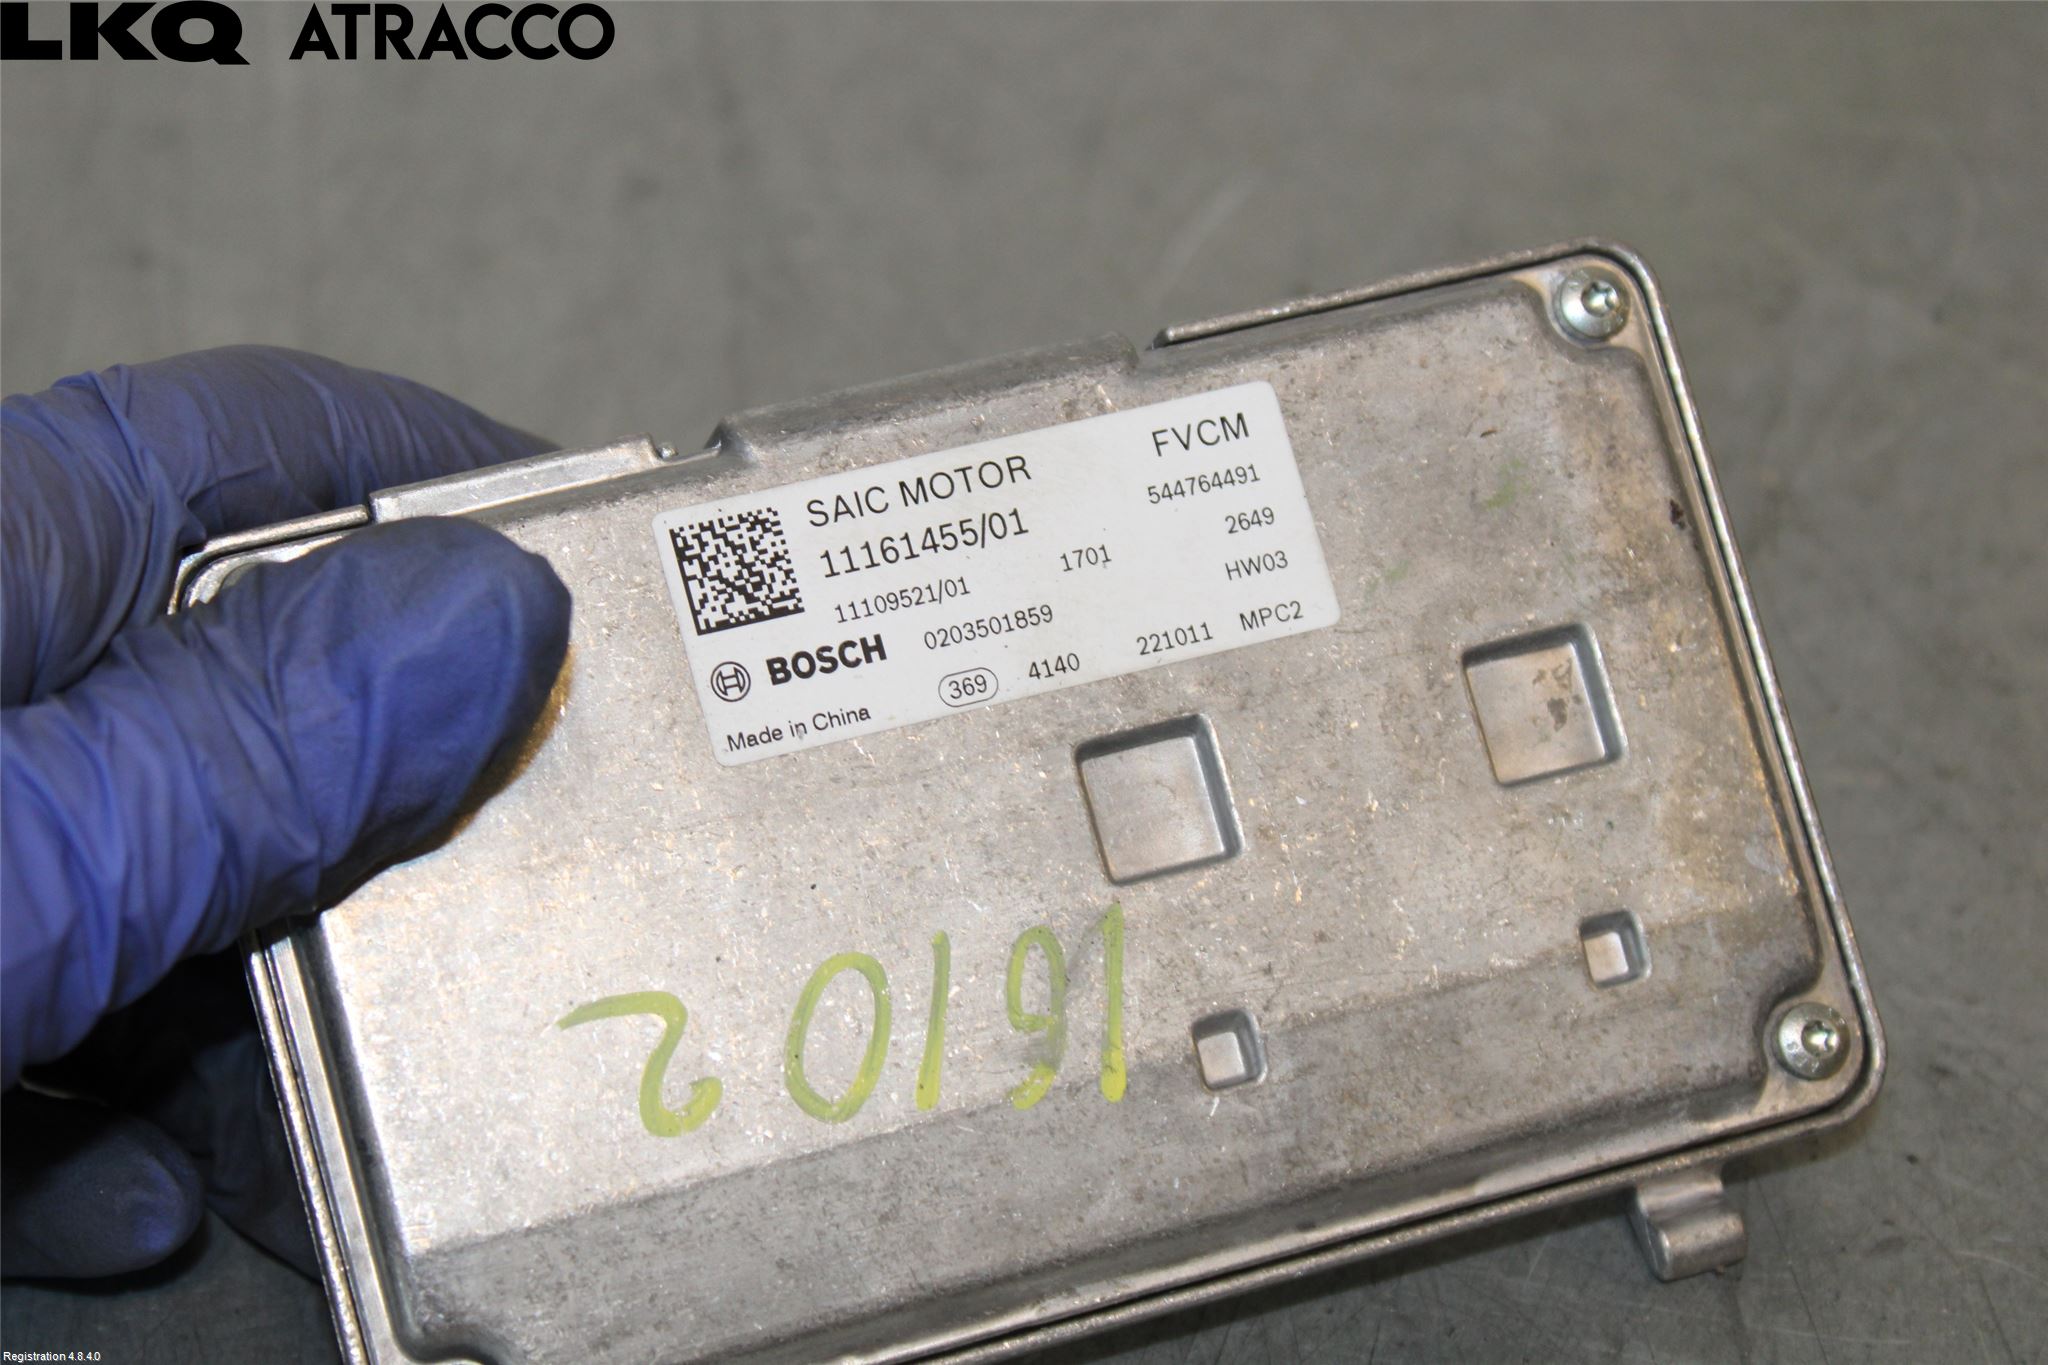 LKQ ATRACCO
SAIC MOTOR FVCM
11161455/01 544764491
11109521/01 1701 2649
BOSCH 0203501859 HW03
Made in China 369 4140 221011 MPC2
16102
Registration 4.8.4.0